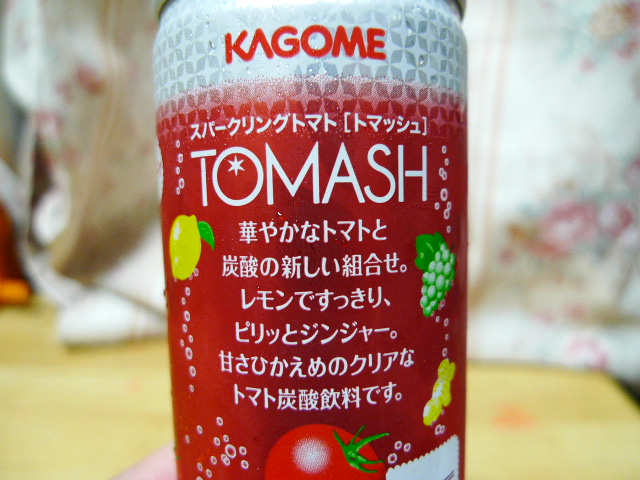 KAGOME
スパークリングトマト [トマッシュ]
TOMASH
華やかなトマトと
炭酸の新しい組合せ。
レモンですっきり、
ピリッとジンジャー。
甘さひかえめのクリアな
トマト炭酸飲料です。